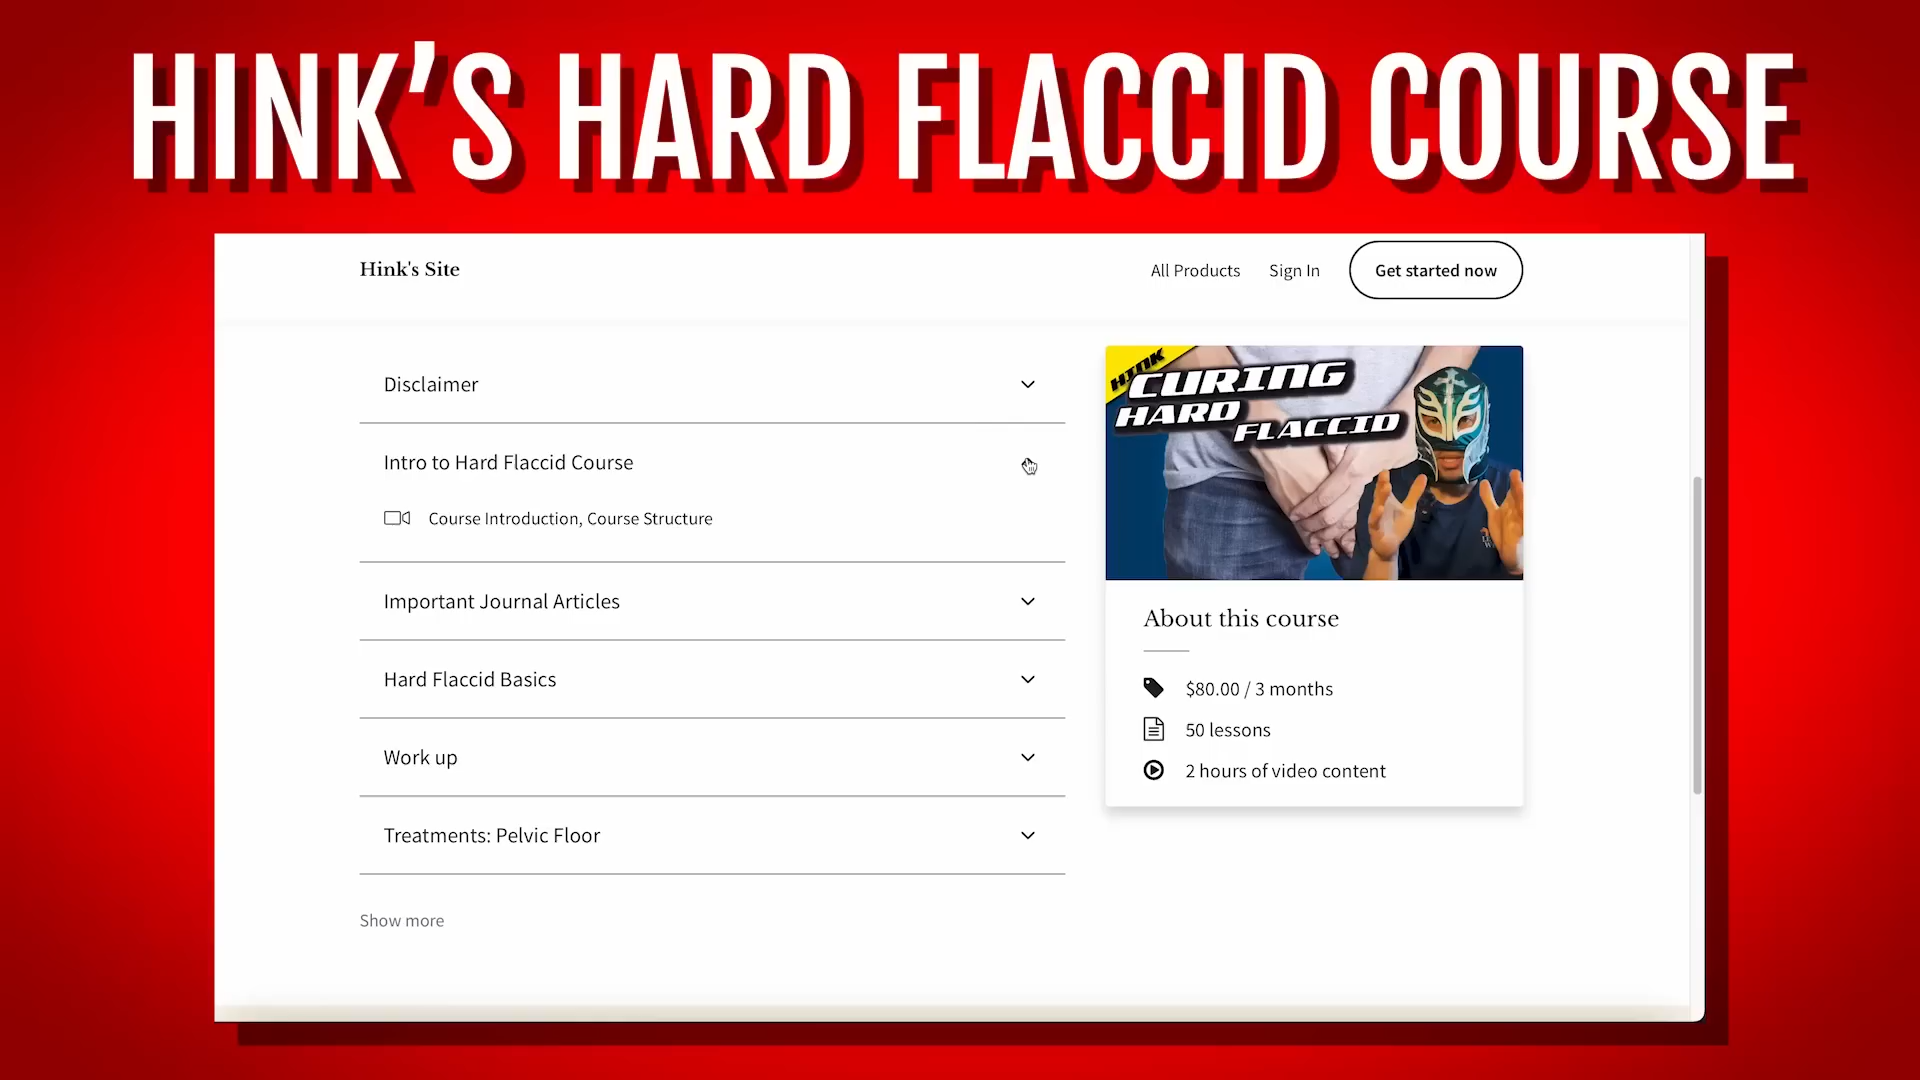 HINK'S HARD FLACCID COURSE
Hink's Site
All Products
Sign In
Get started now
Disclaimer
Intro to Hard Flaccid Course
Course Introduction, Course Structure
Important Journal Articles
Hard Flaccid Basics
Work up
Treatments: Pelvic Floor
Show more
HINK
CURING
HARD
FLACCID
About this course
$80.00 / 3 months
50 lessons
2 hours of video content